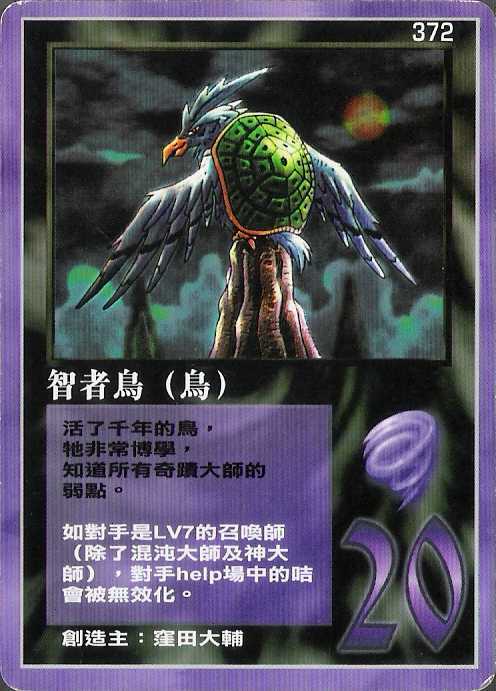 372
智者鳥（鳥）
活了千年的鳥，
牠非常博學，
知道所有奇蹟大師的
弱點。
如對手是LV7的召喚師
（除了混沌大師及神大
師），對手help場中的咭
會被無效化。
20
創造主：窪田大輔